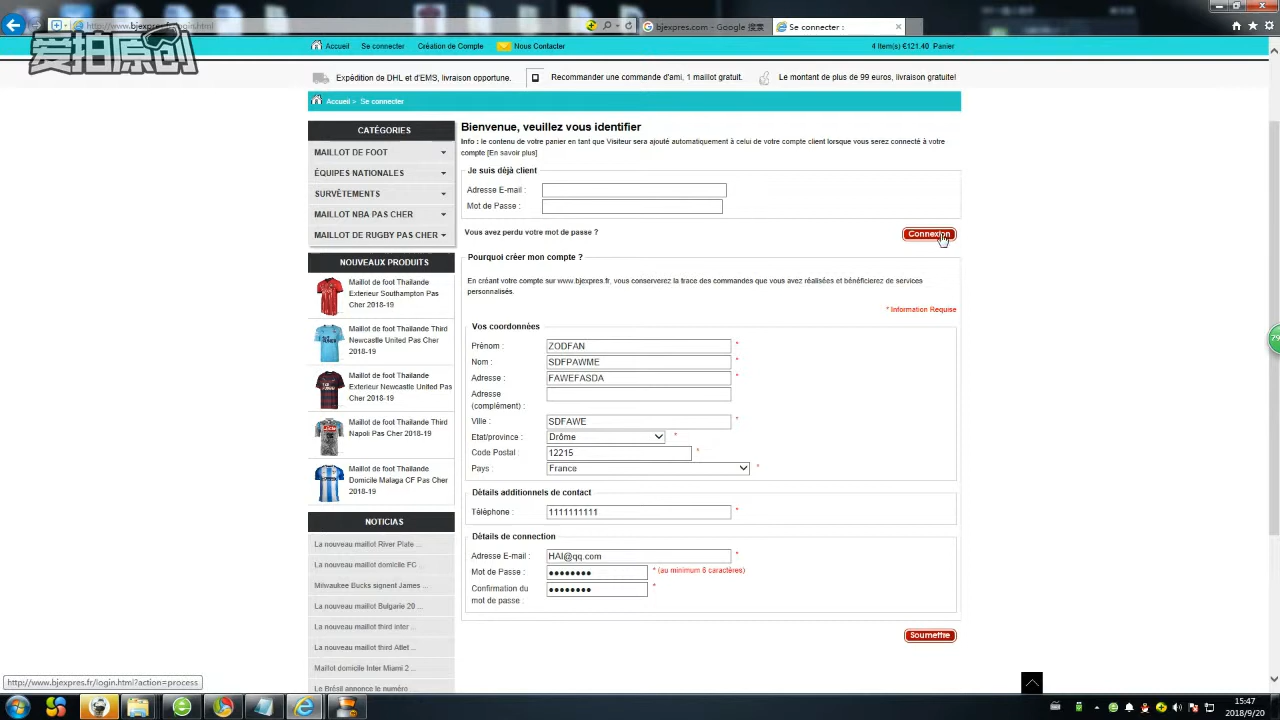 http://www.bjexpres.fr/login.html
bjexpres.com - Google 搜索
Se connecter :
爱拍原创
Accueil
Se connecter
Création de Compte
Nous Contacter
4 Item(s) €121.40 Panier
Expédition de DHL et d'EMS, livraison opportune.
Recommander une commande d'ami, 1 maillot gratuit.
Le montant de plus de 99 euros, livraison gratuite!
Accueil > Se connecter
CATÉGORIES
MAILLOT DE FOOT
ÉQUIPES NATIONALES
SURVÊTEMENTS
MAILLOT NBA PAS CHER
MAILLOT DE RUGBY PAS CHER
NOUVEAUX PRODUITS
Maillot de foot Thailande
Exterieur Southampton Pas
Cher 2018-19
Maillot de foot Thailande Third
Newcastle United Pas Cher
2018-19
Maillot de foot Thailande
Exterieur Newcastle United Pas
Cher 2018-19
Maillot de foot Thailande Third
Napoli Pas Cher 2018-19
Maillot de foot Thailande
Domicile Malaga CF Pas Cher
2018-19
NOTICIAS
La nouveau maillot River Plate ...
La nouveau maillot domicile FC ...
Milwaukee Bucks signent James ...
La nouveau maillot Bulgarie 20 ...
La nouveau maillot third Inter ...
La nouveau maillot third Atlet ...
Maillot domicile Inter Miami 2 ...
Le Brésil annonce le numéro
Bienvenue, veuillez vous identifier
Info : le contenu de votre panier en tant que Visiteur sera ajouté automatiquement à celui de votre compte client lorsque vous serez connecté à votre
compte [En savoir plus]
Je suis déjà client
Adresse E-mail :
Mot de Passe :
Vous avez perdu votre mot de passe ?
Connexion
Pourquoi créer mon compte ?
En créant votre compte sur www.bjexpres.fr, vous conserverez la trace des commandes que vous avez réalisées et bénéficierez de services
personnalisés.
* Information Requise
Vos coordonnées
Prénom : ZODFAN *
Nom : SDFPAWME *
Adresse : FAWEFASDA *
Adresse
(complément) :
Ville : SDFAWE *
Etat/province : Drôme *
Code Postal : 12215 *
Pays : France *
Détails additionnels de contact
Téléphone : 1111111111 *
Détails de connection
Adresse E-mail : HAI@qq.com *
Mot de Passe : ●●●●●●●● * (au minimum 6 caractères)
Confirmation du
mot de passe : ●●●●●●●● *
Soumettre
79
http://www.bjexpres.fr/login.html?action=process
15:47
2018/9/20